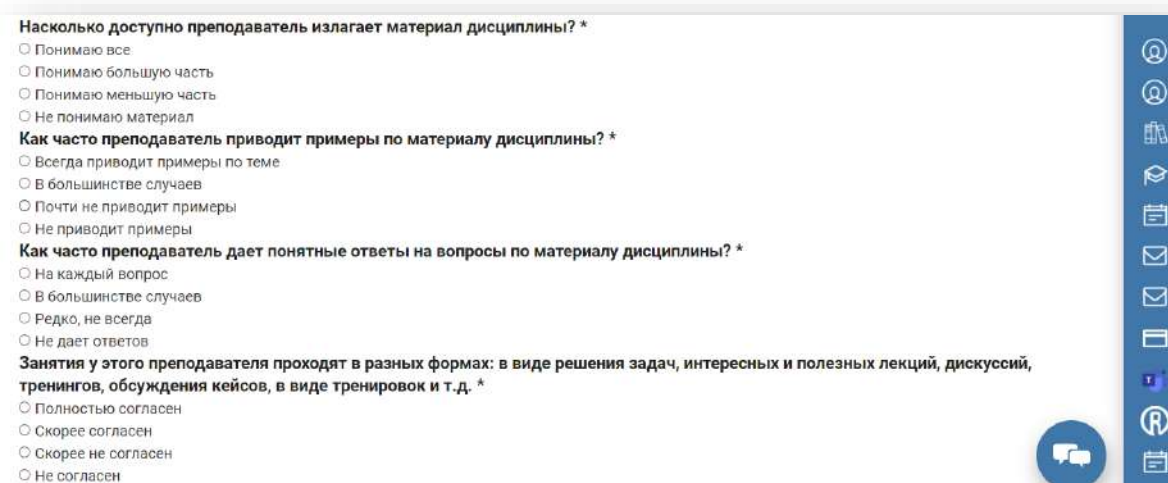 Насколько доступно преподаватель излагает материал дисциплины? *
Понимаю все
Понимаю большую часть
Понимаю меньшую часть
Не понимаю материал
Как часто преподаватель приводит примеры по материалу дисциплины? *
Всегда приводит примеры по теме
В большинстве случаев
Почти не приводит примеры
Не приводит примеры
Как часто преподаватель дает понятные ответы на вопросы по материалу дисциплины? *
На каждый вопрос
В большинстве случаев
Редко, не всегда
Не дает ответов
Занятия у этого преподавателя проходят в разных формах: в виде решения задач, интересных и полезных лекций, дискуссий,
тренингов, обсуждения кейсов, в виде тренировок и т.д. *
Полностью согласен
Скорее согласен
Скорее не согласен
Не согласен